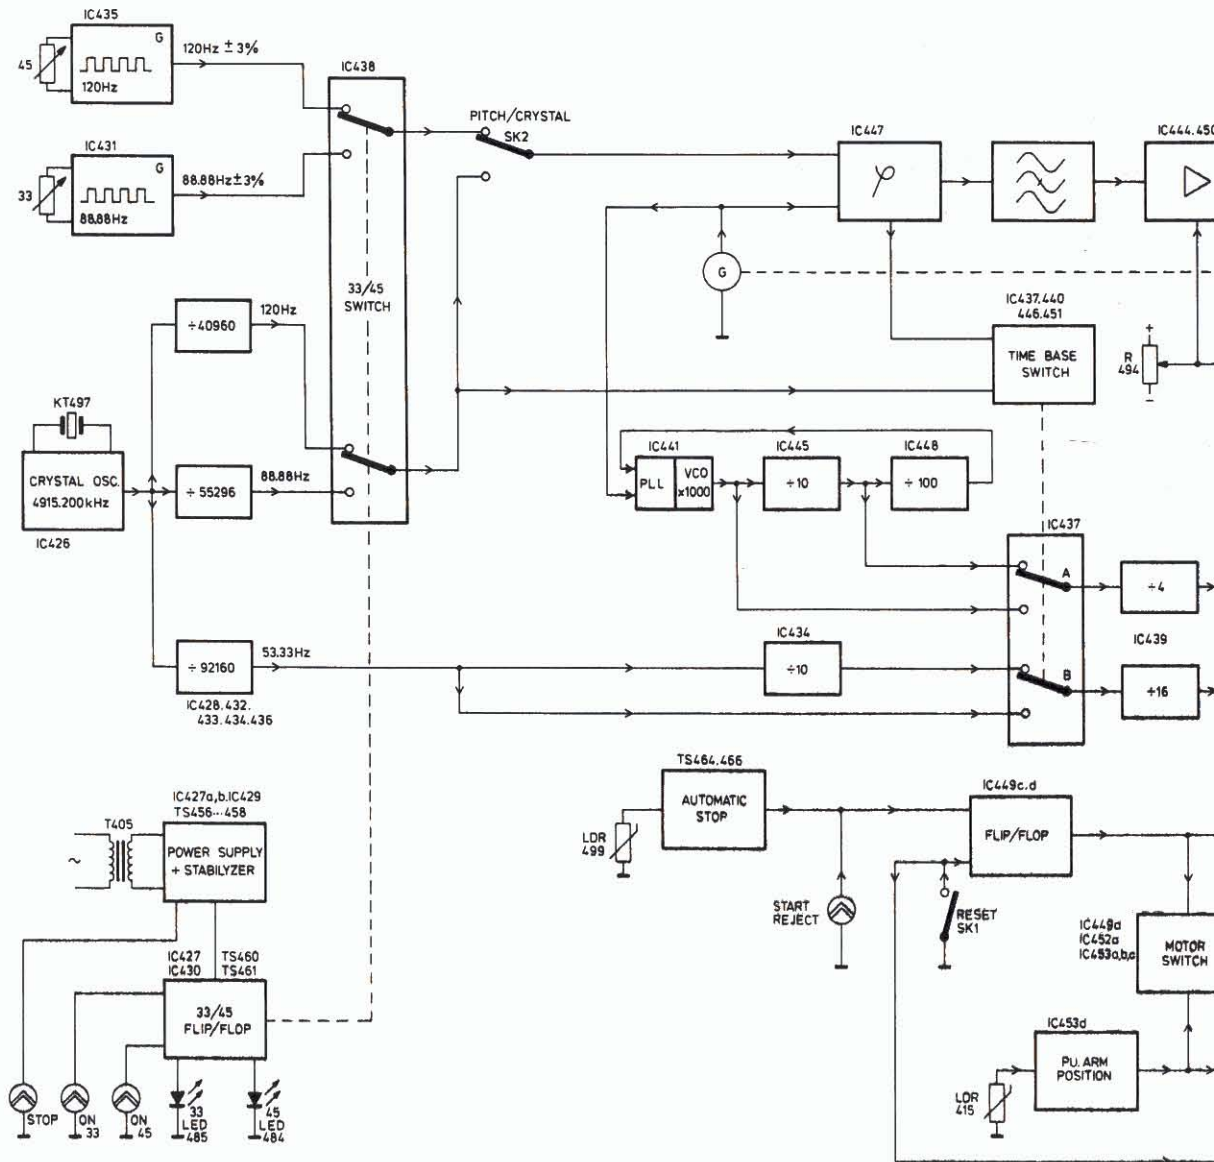 IC435
G
45
120Hz
120Hz ± 3%
IC431
G
33
88.88Hz
88.88Hz±3%
IC438
33/45
SWITCH
PITCH/CRYSTAL
SK2
IC447
φ
IC444.450
G
IC437.440
446.451
TIME BASE
SWITCH
+
R
494
−
÷40960
120Hz
KT497
CRYSTAL OSC.
4915.200kHz
IC426
÷ 55296
88.88Hz
IC441
PLL
VCO
x1000
IC445
÷10
IC448
÷ 100
IC437
A
÷4
B
IC439
÷16
÷92160
53.33Hz
IC428.432.
433.434.436
IC434
÷10
TS464.466
AUTOMATIC
STOP
LDR
499
START
REJECT
IC449c.d
FLIP/FLOP
RESET
SK1
IC449d
IC452a
IC453a,b,c
MOTOR
SWITCH
IC453d
PU. ARM
POSITION
LDR
415
IC427a,b.IC429
TS456...458
T405
~
POWER SUPPLY
+ STABILYZER
IC427
IC430
TS460
TS461
33/45
FLIP/FLOP
STOP
ON
33
ON
45
33
LED
485
45
LED
484